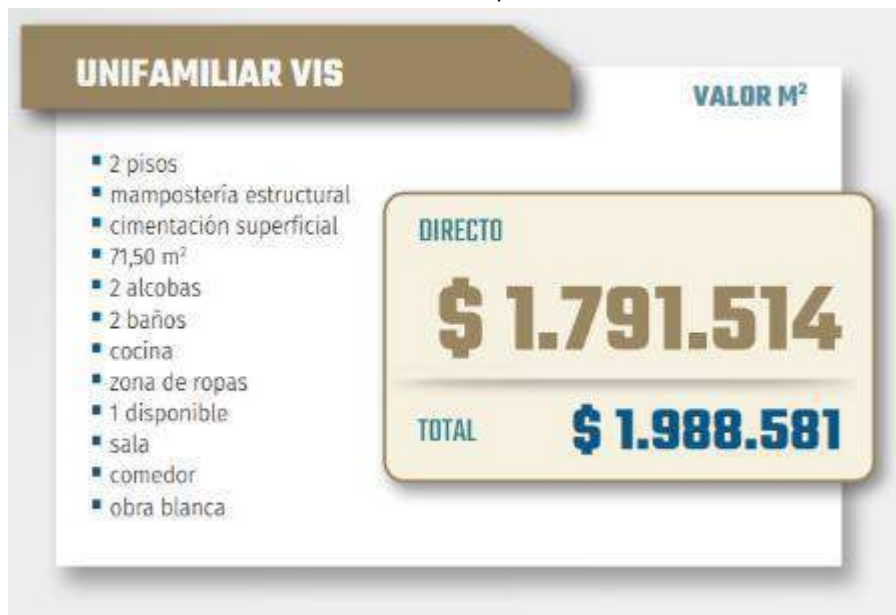 UNIFAMILIAR VIS
VALOR M²
▪ 2 pisos
▪ mampostería estructural
▪ cimentación superficial
▪ 71,50 m²
▪ 2 alcobas
▪ 2 baños
▪ cocina
▪ zona de ropas
▪ 1 disponible
▪ sala
▪ comedor
▪ obra blanca
DIRECTO
$ 1.791.514
TOTAL $ 1.988.581